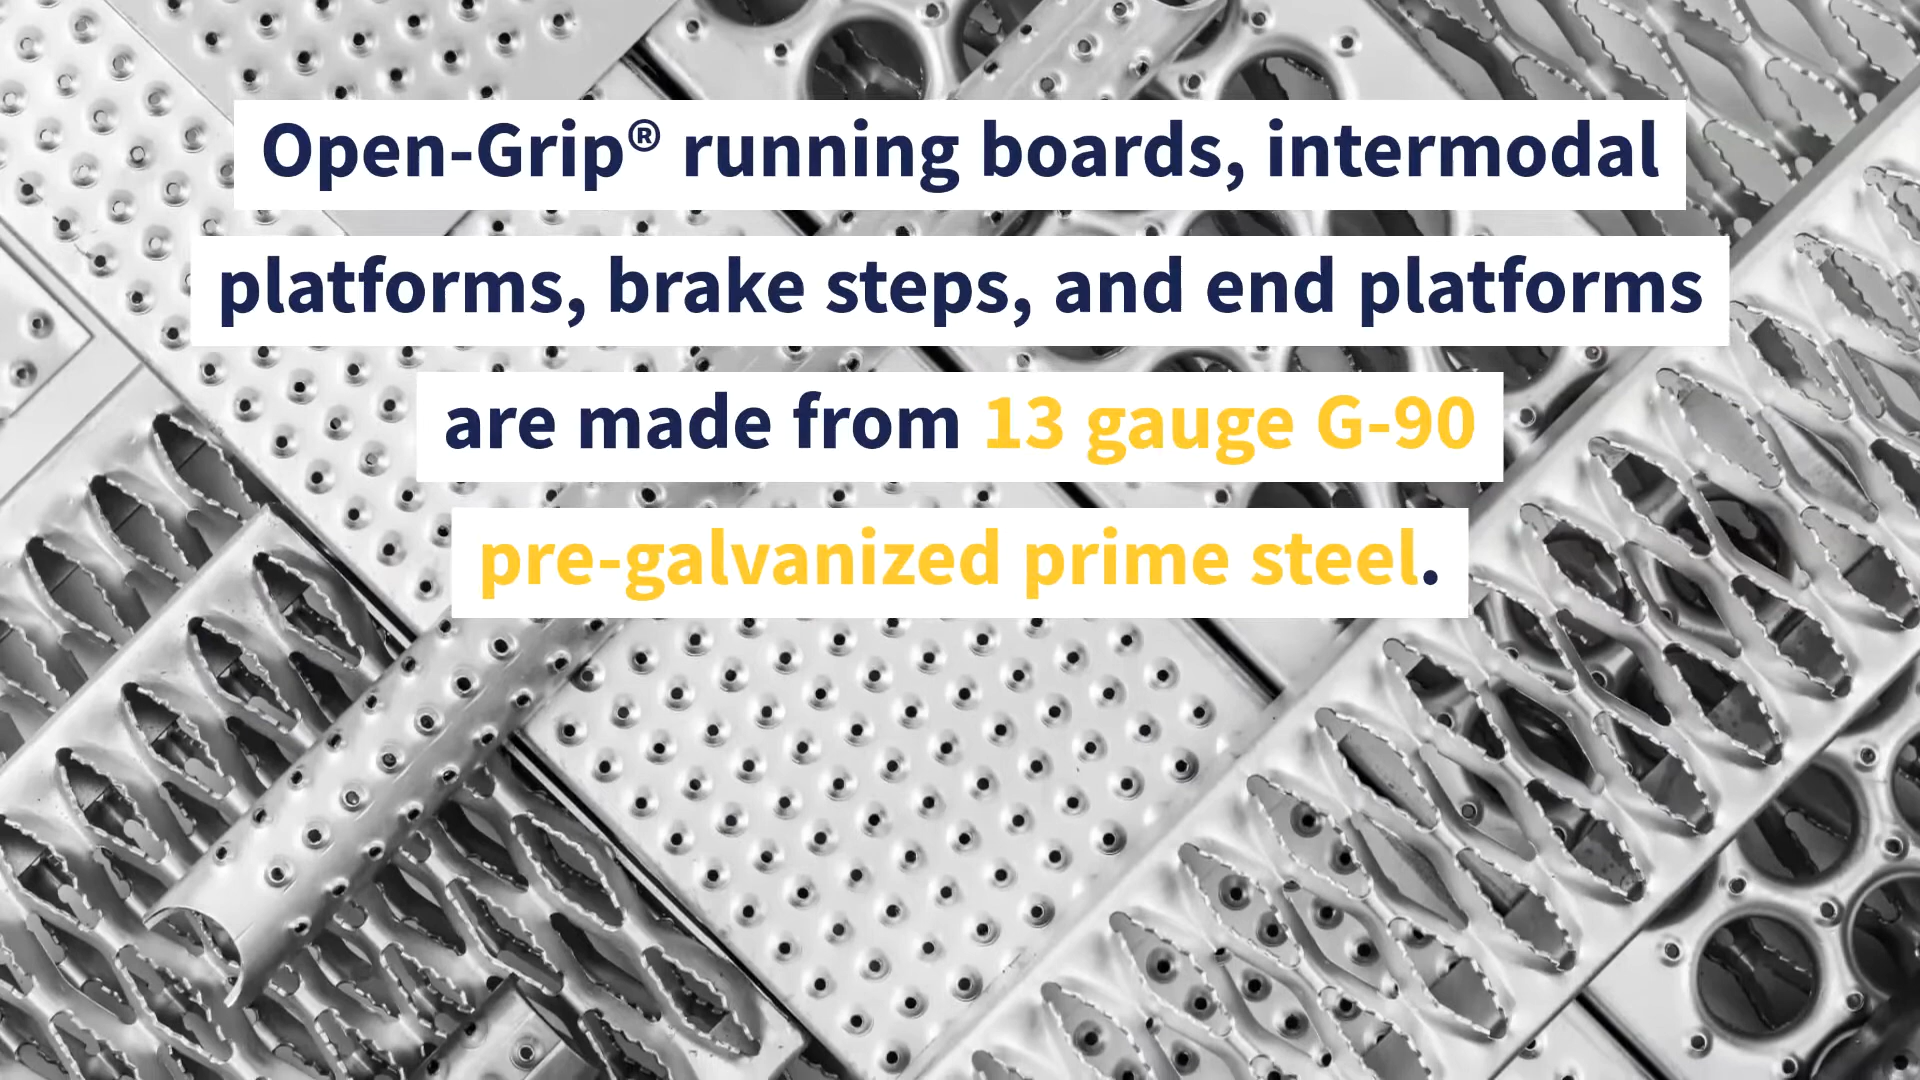 Open-Grip® running boards, intermodal
platforms, brake steps, and end platforms
are made from 13 gauge G-90
pre-galvanized prime steel.